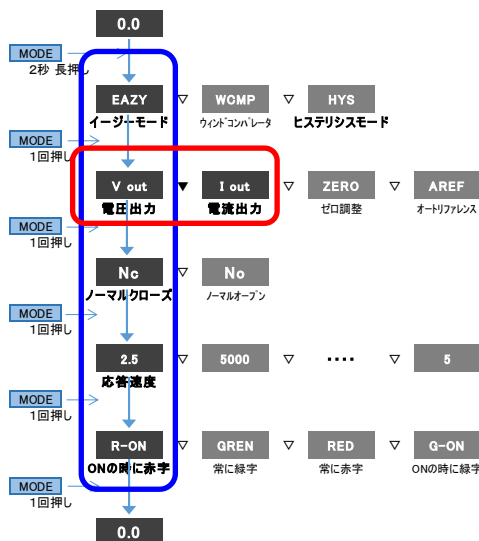 0.0
MODE
2秒 長押し
EAZY ▽ WCMP ▽ HYS
イージーモード ウィンドコンパレータ ヒステリシスモード
MODE
1回押し
V out ▼ I out ▽ ZERO ▽ AREF
電圧出力 電流出力 ゼロ調整 オートリファレンス
MODE
1回押し
Nc ▽ No
ノーマルクローズ ノーマルオープン
MODE
1回押し
2.5 ▽ 5000 ▽ ‥‥ ▽ 5
応答速度
MODE
1回押し
R-ON ▽ GREN ▽ RED ▽ G-ON
ONの時に赤字 常に緑字 常に赤字 ONの時に緑字
MODE
1回押し
0.0